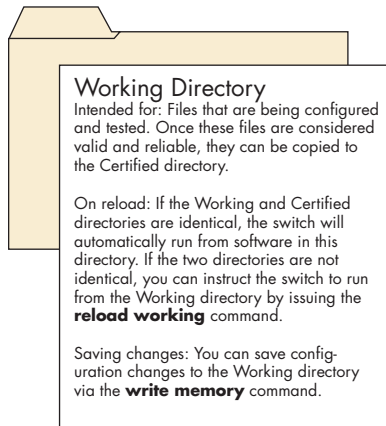 Working Directory
Intended for: Files that are being configured
and tested. Once these files are considered
valid and reliable, they can be copied to
the Certified directory.
On reload: If the Working and Certified
directories are identical, the switch will
automatically run from software in this
directory. If the two directories are not
identical, you can instruct the switch to run
from the Working directory by issuing the
reload working command.
Saving changes: You can save config-
uration changes to the Working directory
via the write memory command.